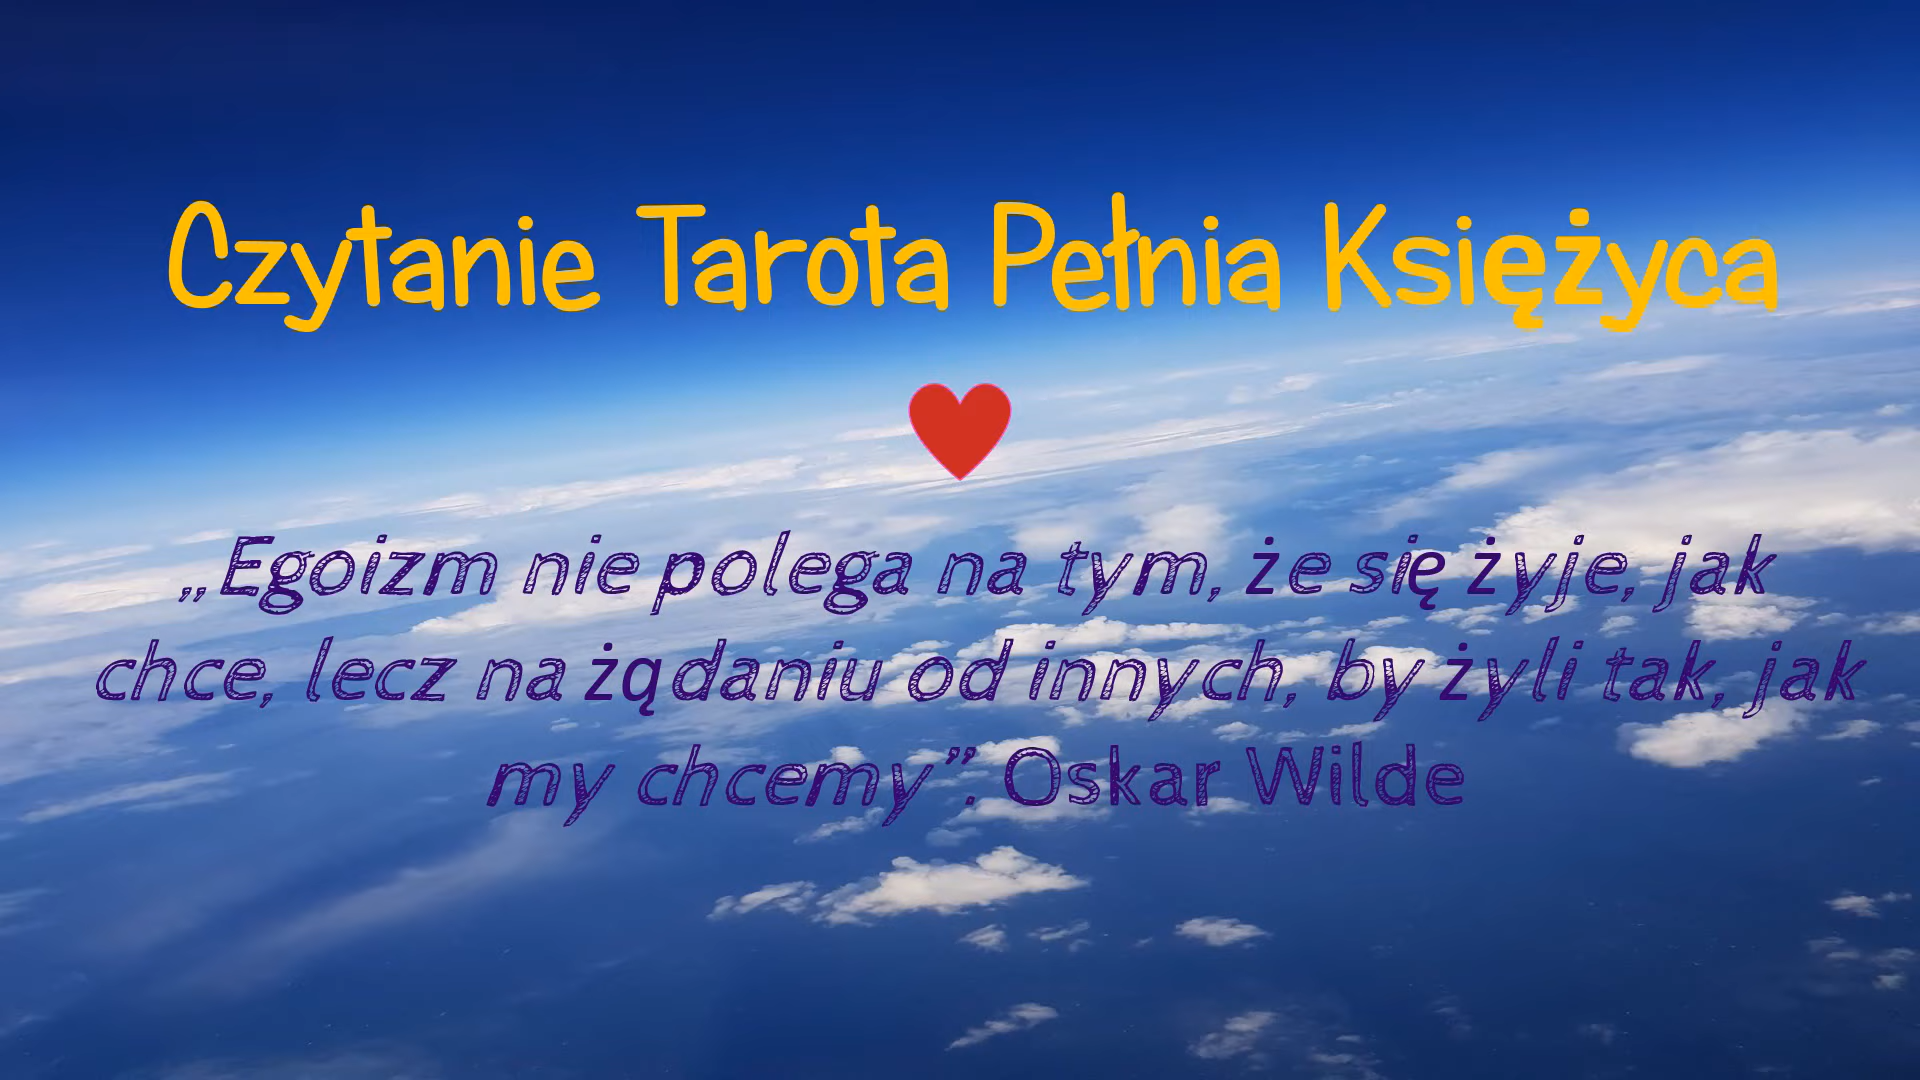 Czytanie Tarota Pełnia Księżyca
„Egoizm nie polega na tym, że się żyje, jak
chce, lecz na żądaniu od innych, by żyli tak, jak
my chcemy”. Oskar Wilde